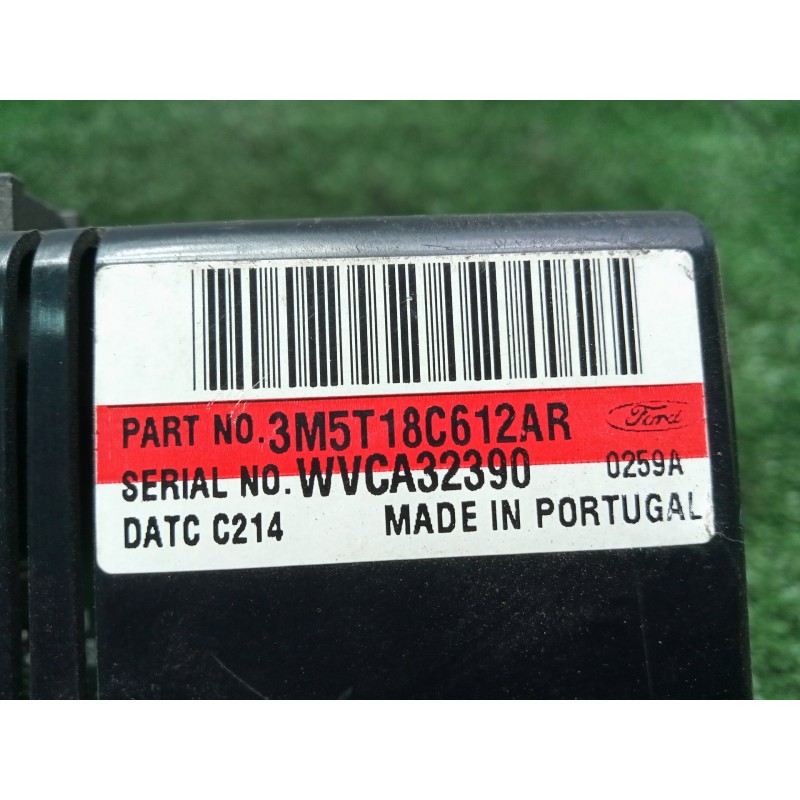 PART NO. 3M5T18C612AR Ford
SERIAL NO. WVCA32390 0259A
DATC C214 MADE IN PORTUGAL